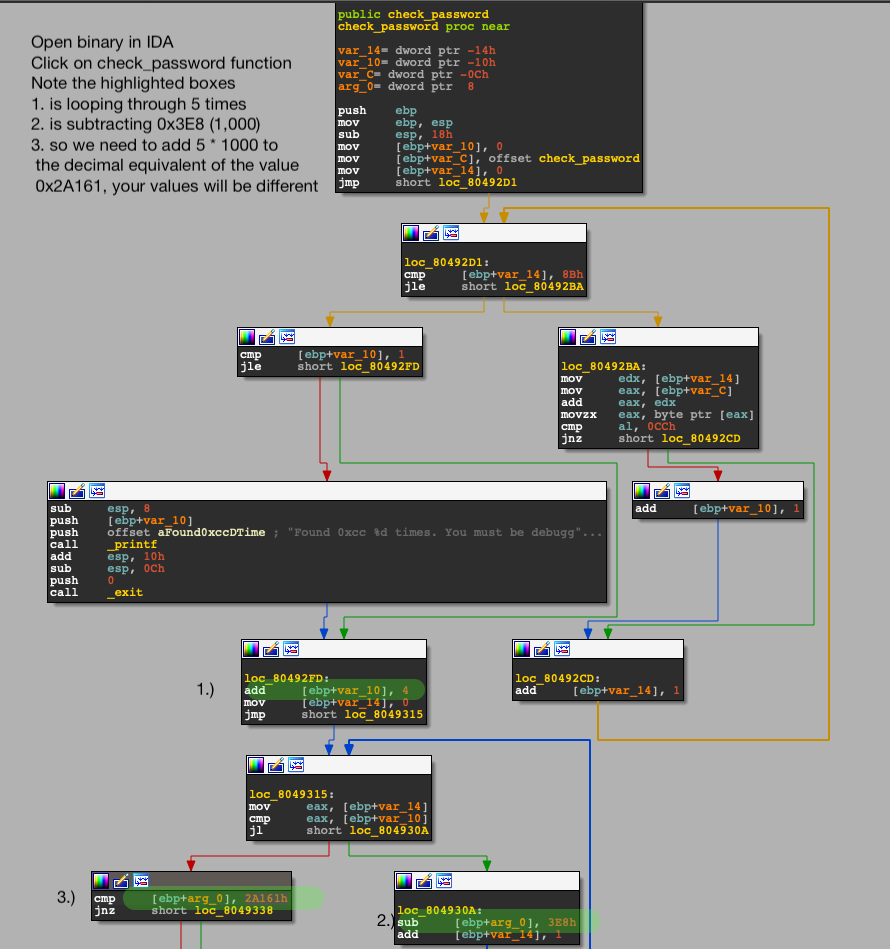 Open binary in IDA
Click on check_password function
Note the highlighted boxes
1. is looping through 5 times
2. is subtracting 0x3E8 (1,000)
3. so we need to add 5 * 1000 to
the decimal equivalent of the value
0x2A161, your values will be different
public check_password
check_password proc near
var_14= dword ptr -14h
var_10= dword ptr -10h
var_C= dword ptr -0Ch
arg_0= dword ptr  8
push    ebp
mov     ebp, esp
sub     esp, 18h
mov     [ebp+var_10], 0
mov     [ebp+var_C], offset check_password
mov     [ebp+var_14], 0
jmp     short loc_80492D1
loc_80492D1:
cmp     [ebp+var_14], 8Bh
jle     short loc_80492BA
cmp     [ebp+var_10], 1
jle     short loc_80492FD
loc_80492BA:
mov     edx, [ebp+var_14]
mov     eax, [ebp+var_C]
add     eax, edx
movzx   eax, byte ptr [eax]
cmp     al, 0CCh
jnz     short loc_80492CD
sub     esp, 8
push    [ebp+var_10]
push    offset aFound0xccDTime ; "Found 0xcc %d times. You must be debugg"...
call    _printf
add     esp, 10h
sub     esp, 0Ch
push    0
call    _exit
add     [ebp+var_10], 1
1.)
loc_80492FD:
add     [ebp+var_10], 4
mov     [ebp+var_14], 0
jmp     short loc_8049315
loc_80492CD:
add     [ebp+var_14], 1
loc_8049315:
mov     eax, [ebp+var_14]
cmp     eax, [ebp+var_10]
jl      short loc_804930A
3.)
cmp     [ebp+arg_0], 2A161h
jnz     short loc_8049338
2.)
loc_804930A:
sub     [ebp+arg_0], 3E8h
add     [ebp+var_14], 1